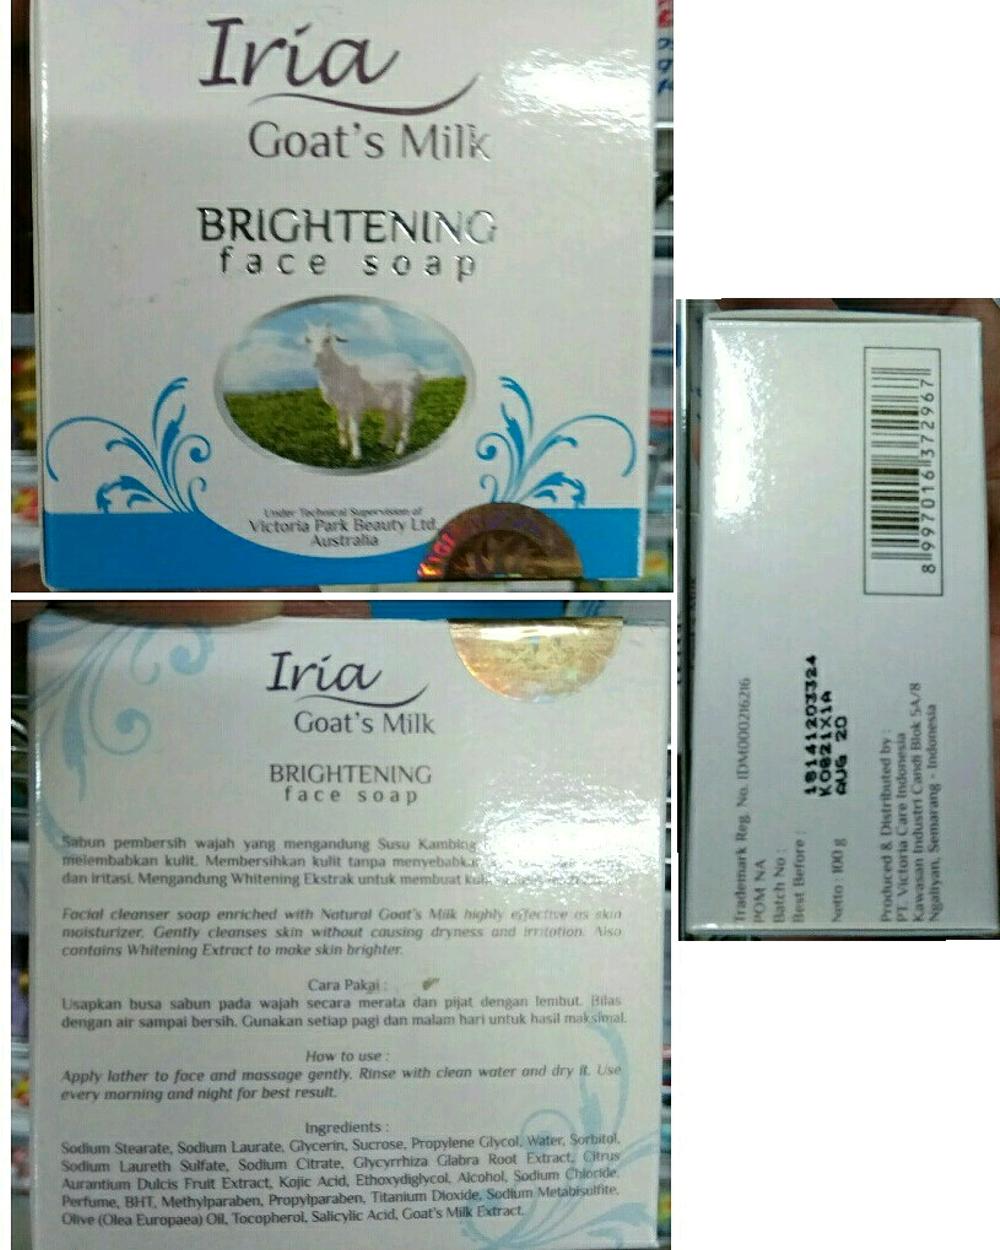 Iria
Goat's Milk
BRIGHTENING
face soap
Under Technical Supervision of
Victoria Park Beauty Ltd.
Australia
Iria
Goat's Milk
BRIGHTENING
face soap
Sabun pembersih wajah yang mengandung Susu Kambing
melembabkan kulit. Membersihkan kulit tanpa
dan iritasi. Mengandung Whitening Ekstrak untuk membuat
Facial cleanser soap enriched with Natural Goat's Milk highly effective as skin
moisturizer. Gently cleanses skin without causing dryness and irritation. Also
contains Whitening Extract to make skin brighter.
Cara Pakai :
Usapkan busa sabun pada wajah secara merata dan pijat dengan lembut. Bilas
dengan air sampai bersih. Gunakan setiap pagi dan malam hari untuk hasil maksimal.
How to use :
Apply lather to face and massage gently. Rinse with clean water and dry it. Use
every morning and night for best result.
Ingredients :
Sodium Stearate, Sodium Laurate, Glycerin, Sucrose, Propylene Glycol, Water, Sorbitol,
Sodium Laureth Sulfate, Sodium Citrate, Glycyrrhiza Glabra Root Extract, Citrus
Aurantium Dulcis Fruit Extract, Kojic Acid, Ethoxydiglycol, Alcohol, Sodium Chloride,
Perfume, BHT, Methylparaben, Propylparaben, Titanium Dioxide, Sodium Metabisulfite,
Olive (Olea Europaea) Oil, Tocopherol, Salicylic Acid, Goat's Milk Extract.
Trademark Reg. No. IDM000216216
POM NA 18141203324
Batch No : KO821X1A
Best Before : AUG 20
Netto : 100 g
Produced & Distributed by :
PT. Victoria Care Indonesia
Kawasan Industri Candi Blok 5A/8
Ngaliyan, Semarang - Indonesia
8 997016 372967